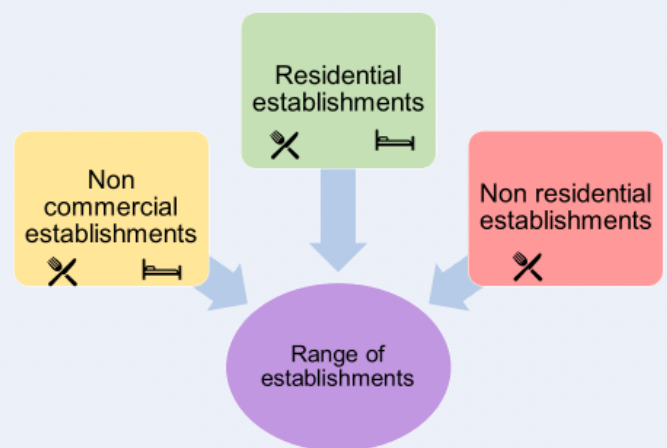 Residential
establishments
Non
commercial
establishments
Non residential
establishments
Range of
establishments